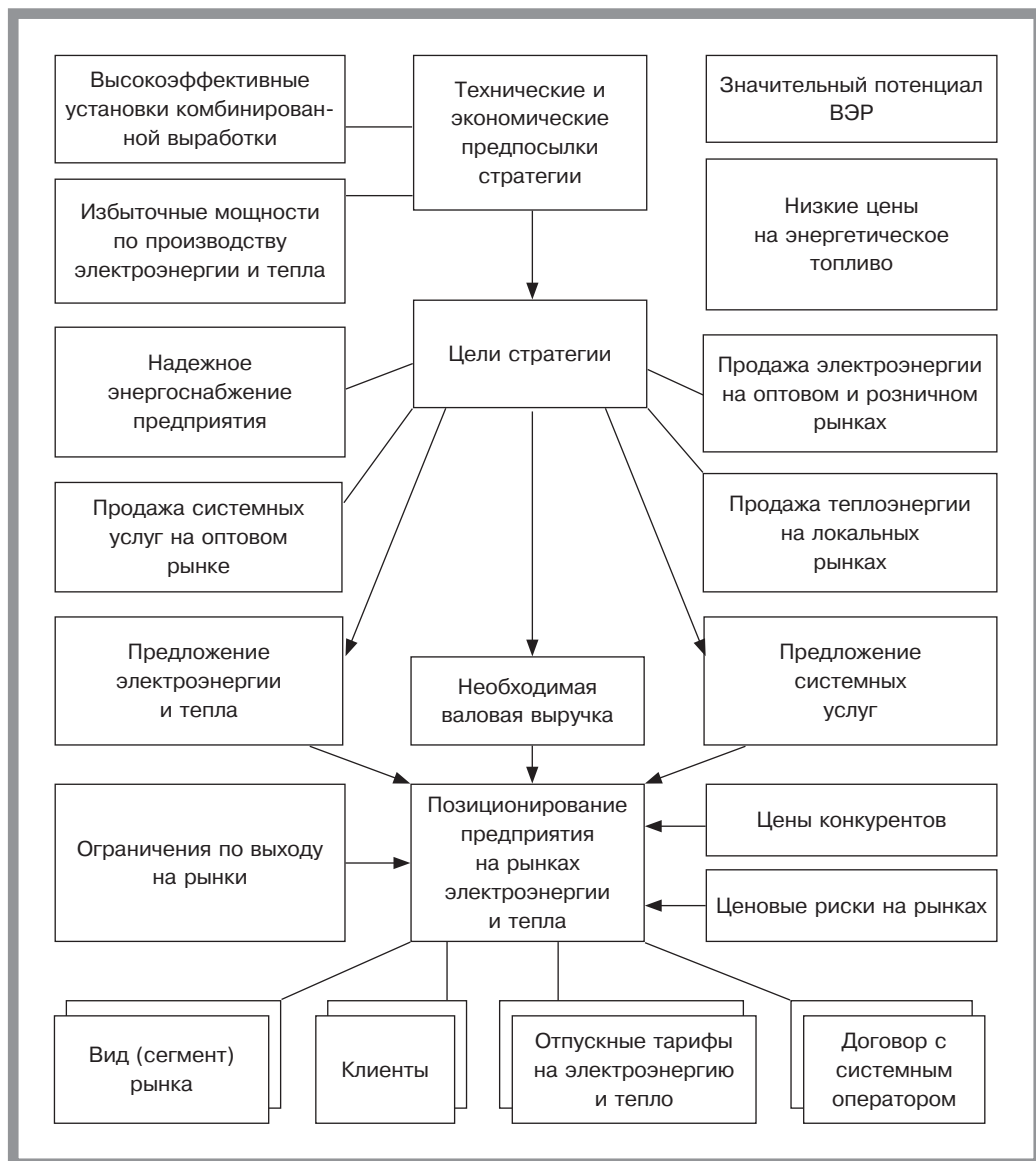 Высокоэффективные
установки комбинирован-
ной выработки
Технические и
экономические
предпосылки
стратегии
Значительный потенциал
ВЭР
Избыточные мощности
по производству
электроэнергии и тепла
Низкие цены
на энергетическое
топливо
Цели стратегии
Надежное
энергоснабжение
предприятия
Продажа электроэнергии
на оптовом и розничном
рынках
Продажа системных
услуг на оптовом
рынке
Продажа теплоэнергии
на локальных
рынках
Предложение
электроэнергии
и тепла
Необходимая
валовая выручка
Предложение
системных
услуг
Ограничения по выходу
на рынки
Позиционирование
предприятия
на рынках
электроэнергии
и тепла
Цены конкурентов
Ценовые риски на рынках
Вид (сегмент)
рынка
Клиенты
Отпускные тарифы
на электроэнергию
и тепло
Договор с
системным
оператором